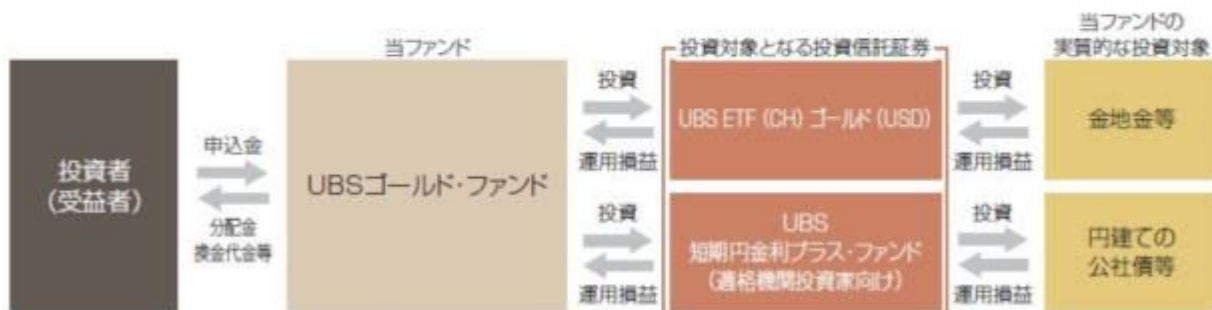 当ファンド
投資対象となる投資信託証券
当ファンドの
実質的な投資対象
投資者
(受益者)
申込金
分配金
換金代金等
UBSゴールド・ファンド
投資
運用損益
UBS ETF (CH) ゴールド (USD)
投資
運用損益
金地金等
投資
運用損益
UBS
短期円金利プラス・ファンド
(適格機関投資家向け)
投資
運用損益
円建ての
公社債等